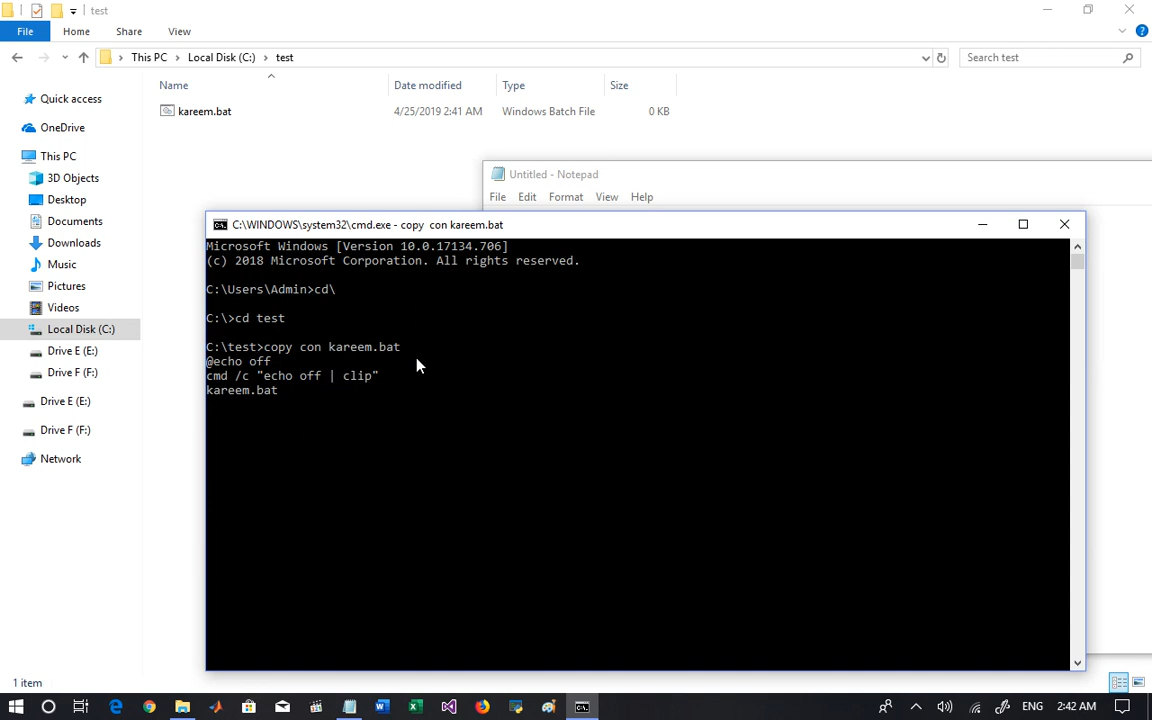 test
File Home Share View
This PC Local Disk (C:) test
Search test
Name Date modified Type Size
kareem.bat 4/25/2019 2:41 AM Windows Batch File 0 KB
Quick access
OneDrive
This PC
3D Objects
Desktop
Documents
Downloads
Music
Pictures
Videos
Local Disk (C:)
Drive E (E:)
Drive F (F:)
Drive E (E:)
Drive F (F:)
Network
Untitled - Notepad
File Edit Format View Help
C:\WINDOWS\system32\cmd.exe - copy  con kareem.bat
Microsoft Windows [Version 10.0.17134.706]
(c) 2018 Microsoft Corporation. All rights reserved.
C:\Users\Admin>cd\
C:\>cd test
C:\test>copy con kareem.bat
@echo off
cmd /c "echo off | clip"
kareem.bat
1 item
ENG 2:42 AM